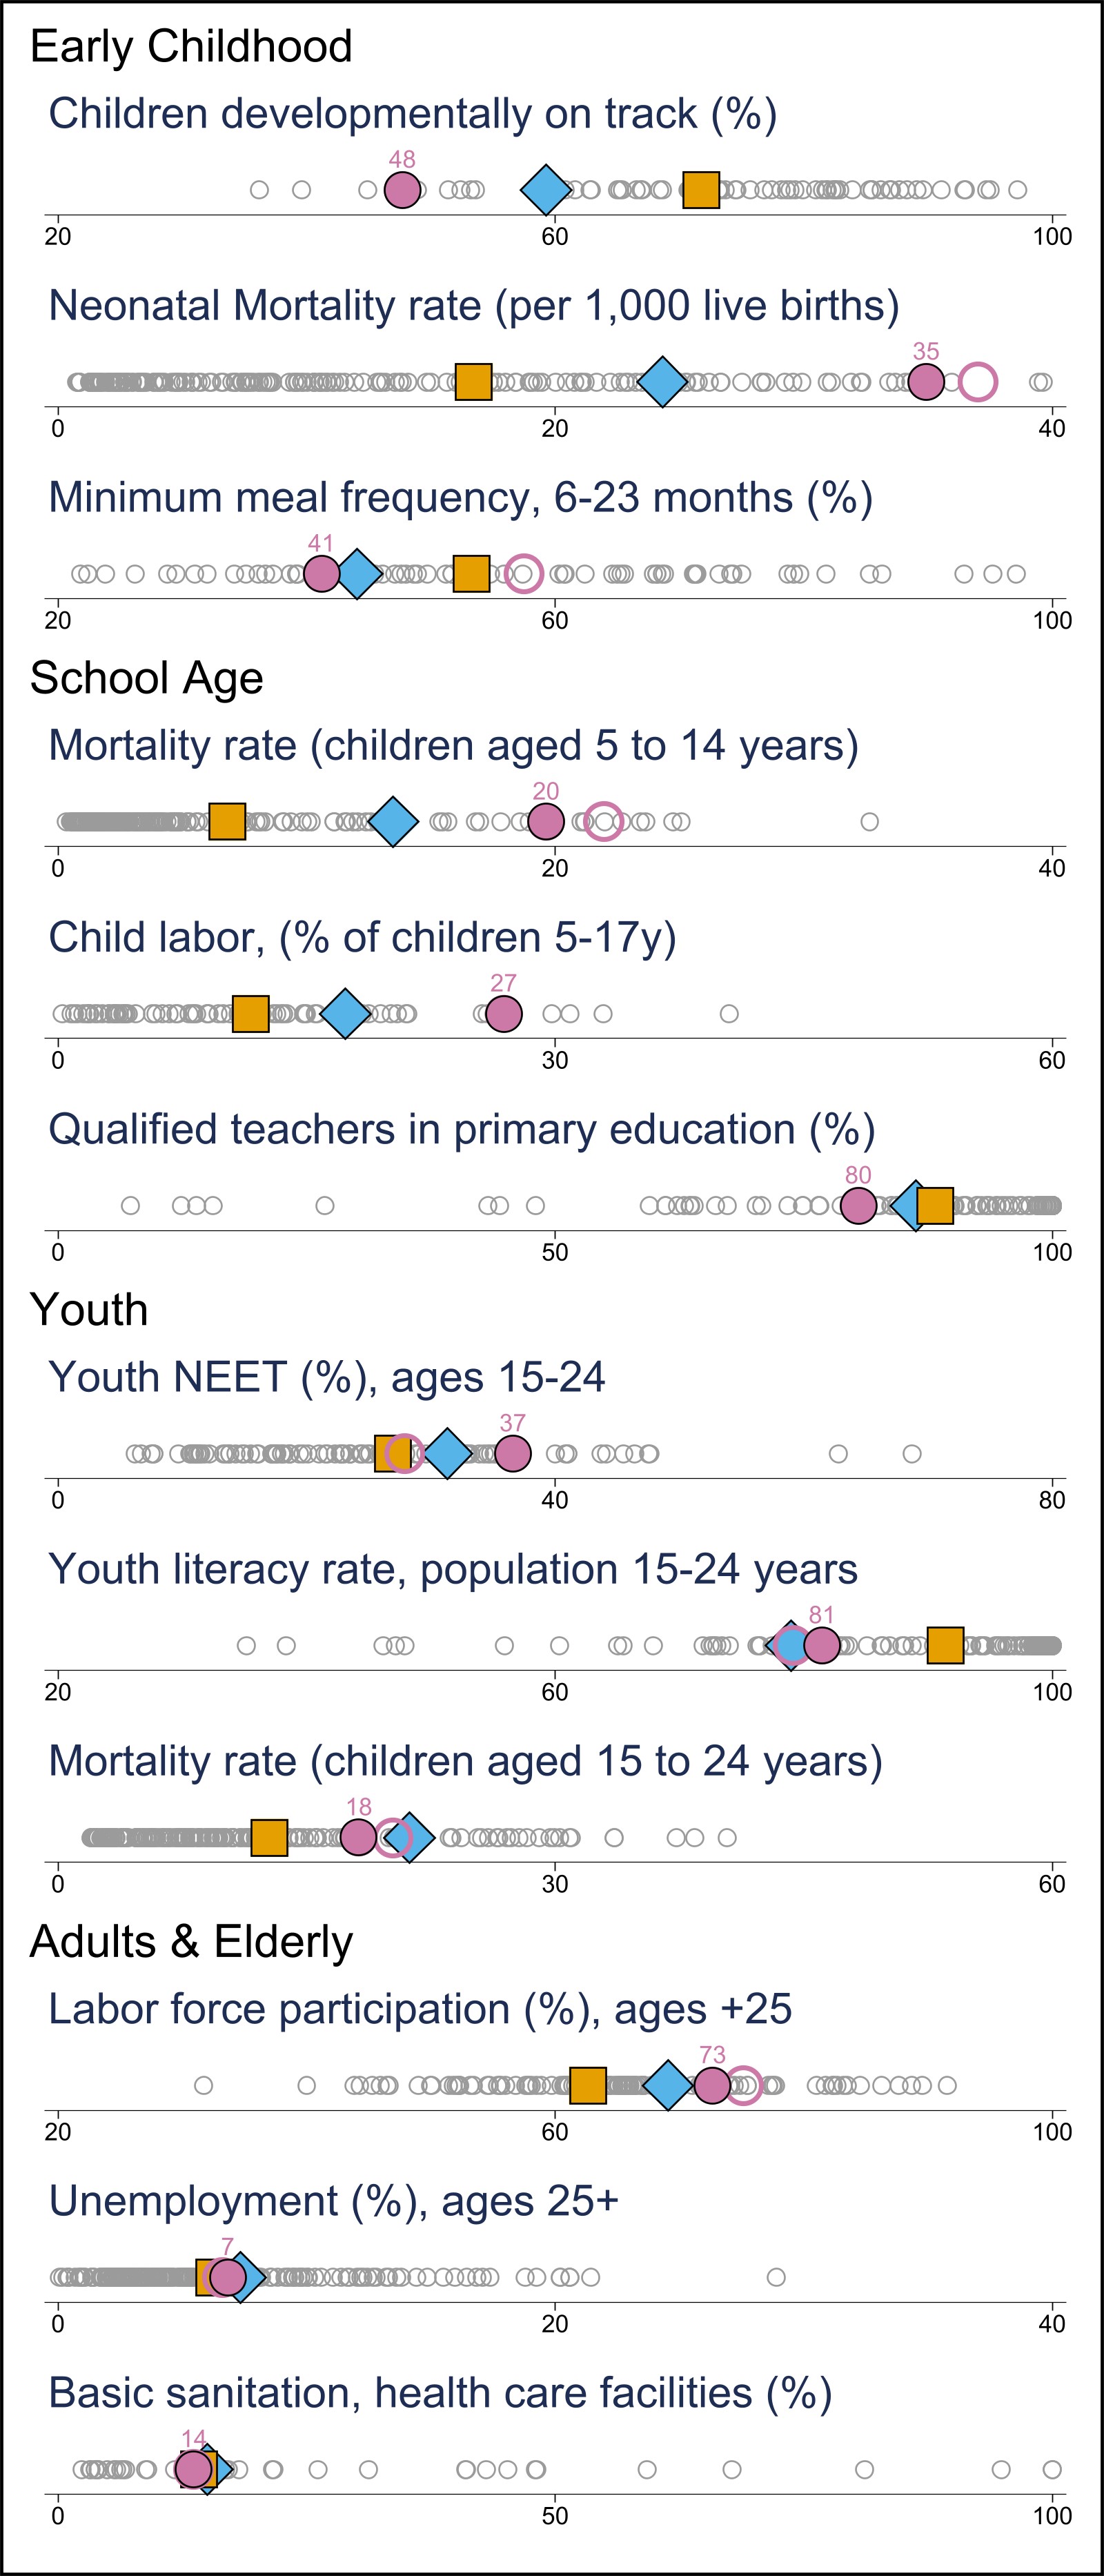 Early Childhood
Children developmentally on track (%)
48
20 60 100
Neonatal Mortality rate (per 1,000 live births)
35
0 20 40
Minimum meal frequency, 6-23 months (%)
41
20 60 100
School Age
Mortality rate (children aged 5 to 14 years)
20
0 20 40
Child labor, (% of children 5-17y)
27
0 30 60
Qualified teachers in primary education (%)
80
0 50 100
Youth
Youth NEET (%), ages 15-24
37
0 40 80
Youth literacy rate, population 15-24 years
81
20 60 100
Mortality rate (children aged 15 to 24 years)
18
0 30 60
Adults & Elderly
Labor force participation (%), ages +25
73
20 60 100
Unemployment (%), ages 25+
7
0 20 40
Basic sanitation, health care facilities (%)
14
0 50 100